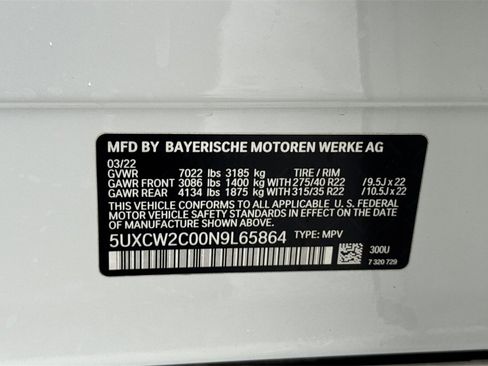 MFD BY BAYERISCHE MOTOREN WERKE AG
03/22
GVWR 7022 lbs 3185 kg TIRE / RIM
GAWR FRONT 3086 lbs 1400 kg 275/40 R22 / 9.5J x 22
GAWR REAR 4134 lbs 1875 kg 315/35 R22 / 10.5J x 22
THIS VEHICLE CONFORMS TO ALL APPLICABLE U. S. FEDERAL
MOTOR VEHICLE SAFETY STANDARDS IN EFFECT ON THE
DATE OF MANUFACTURE SHOWN ABOVE.
5UXCW2C00N9L65864 TYPE: MPV
300U
7 320 729